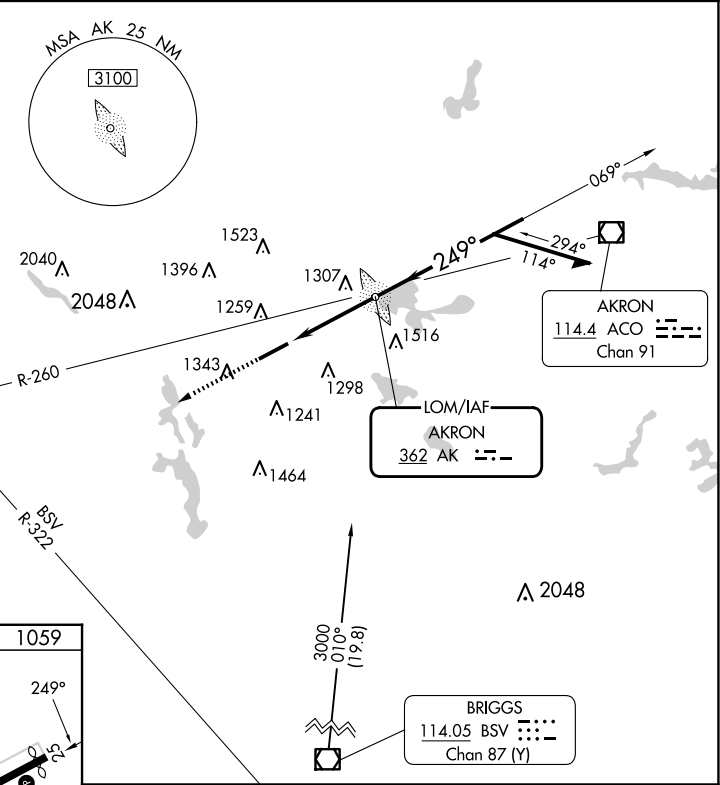 MSA AK 25 NM
3100
069°
1523
2040
1396
249°
294°
114°
1307
2048
1259
AKRON
114.4 ACO
Chan 91
1516
R-260
1343
1298
LOM/IAF
AKRON
362 AK
1241
1464
BSV
R-322
2048
3000
010°
(19.8)
1059
249°
25
BRIGGS
114.05 BSV
Chan 87 (Y)